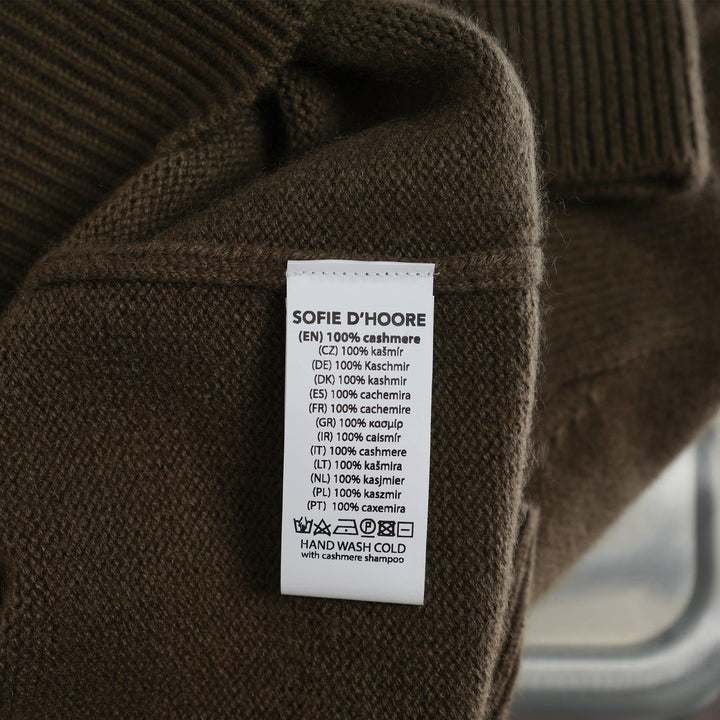 SOFIE D'HOORE
(EN) 100% cashmere
(CZ) 100% kašmír
(DE) 100% Kaschmir
(DK) 100% kashmir
(ES) 100% cachemira
(FR) 100% cachemire
(GR) 100% κασμίρ
(IR) 100% caismír
(IT) 100% cashmere
(LT) 100% kašmira
(NL) 100% kasjmier
(PL) 100% kaszmir
(PT) 100% caxemira
HAND WASH COLD
with cashmere shampoo